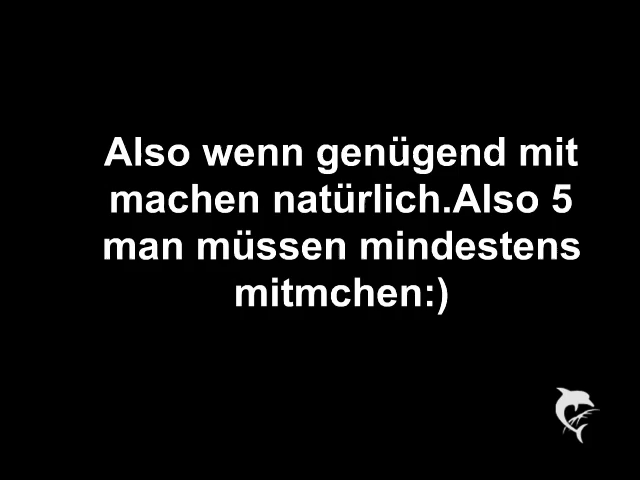 Also wenn genügend mit
machen natürlich.Also 5
man müssen mindestens
mitmchen:)